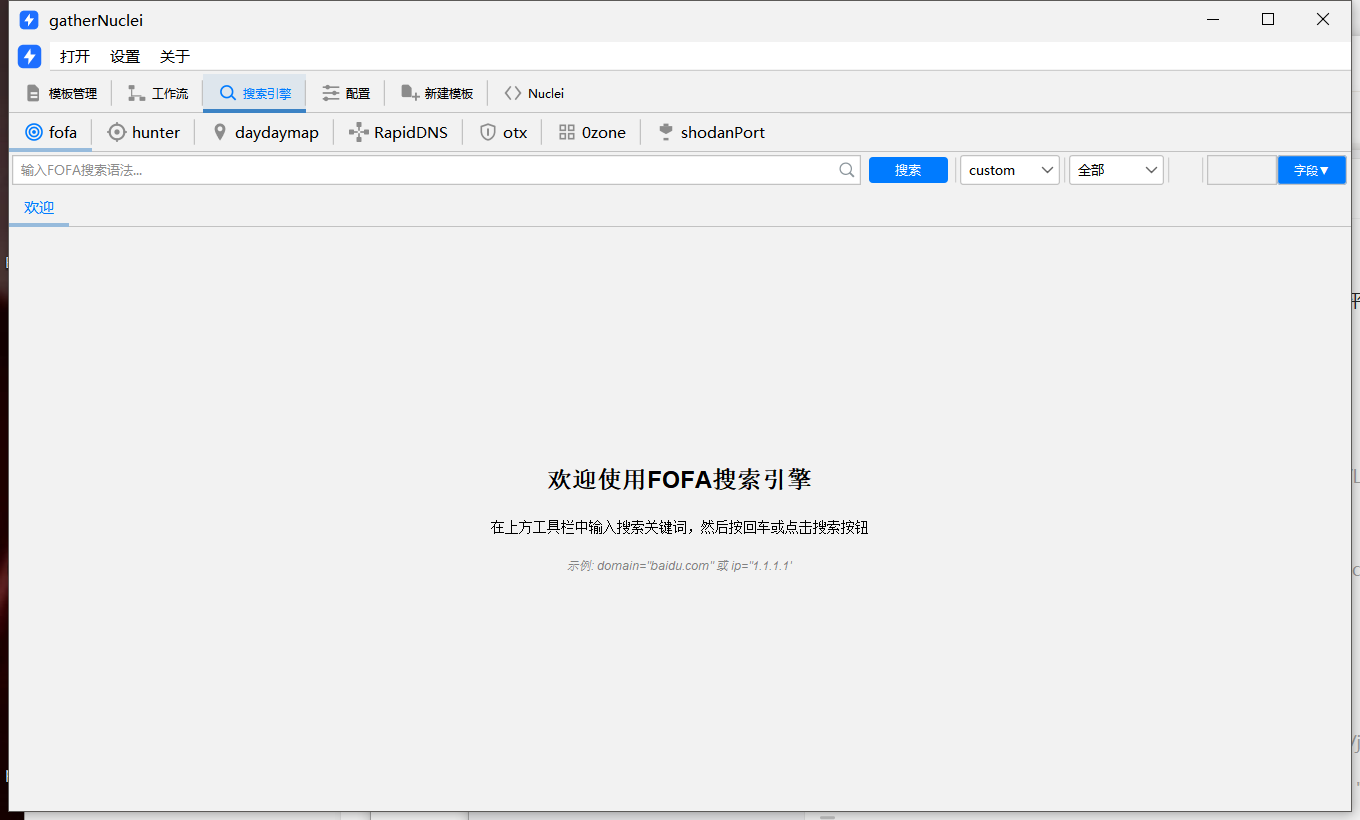 gatherNuclei
打开 设置 关于
模板管理 工作流 搜索引擎 配置 新建模板 Nuclei
fofa hunter daydaymap RapidDNS otx 0zone shodanPort
输入FOFA搜索语法... 搜索 custom 全部 字段▼
欢迎
欢迎使用FOFA搜索引擎
在上方工具栏中输入搜索关键词，然后按回车或点击搜索按钮
示例: domain="baidu.com" 或 ip="1.1.1.1'